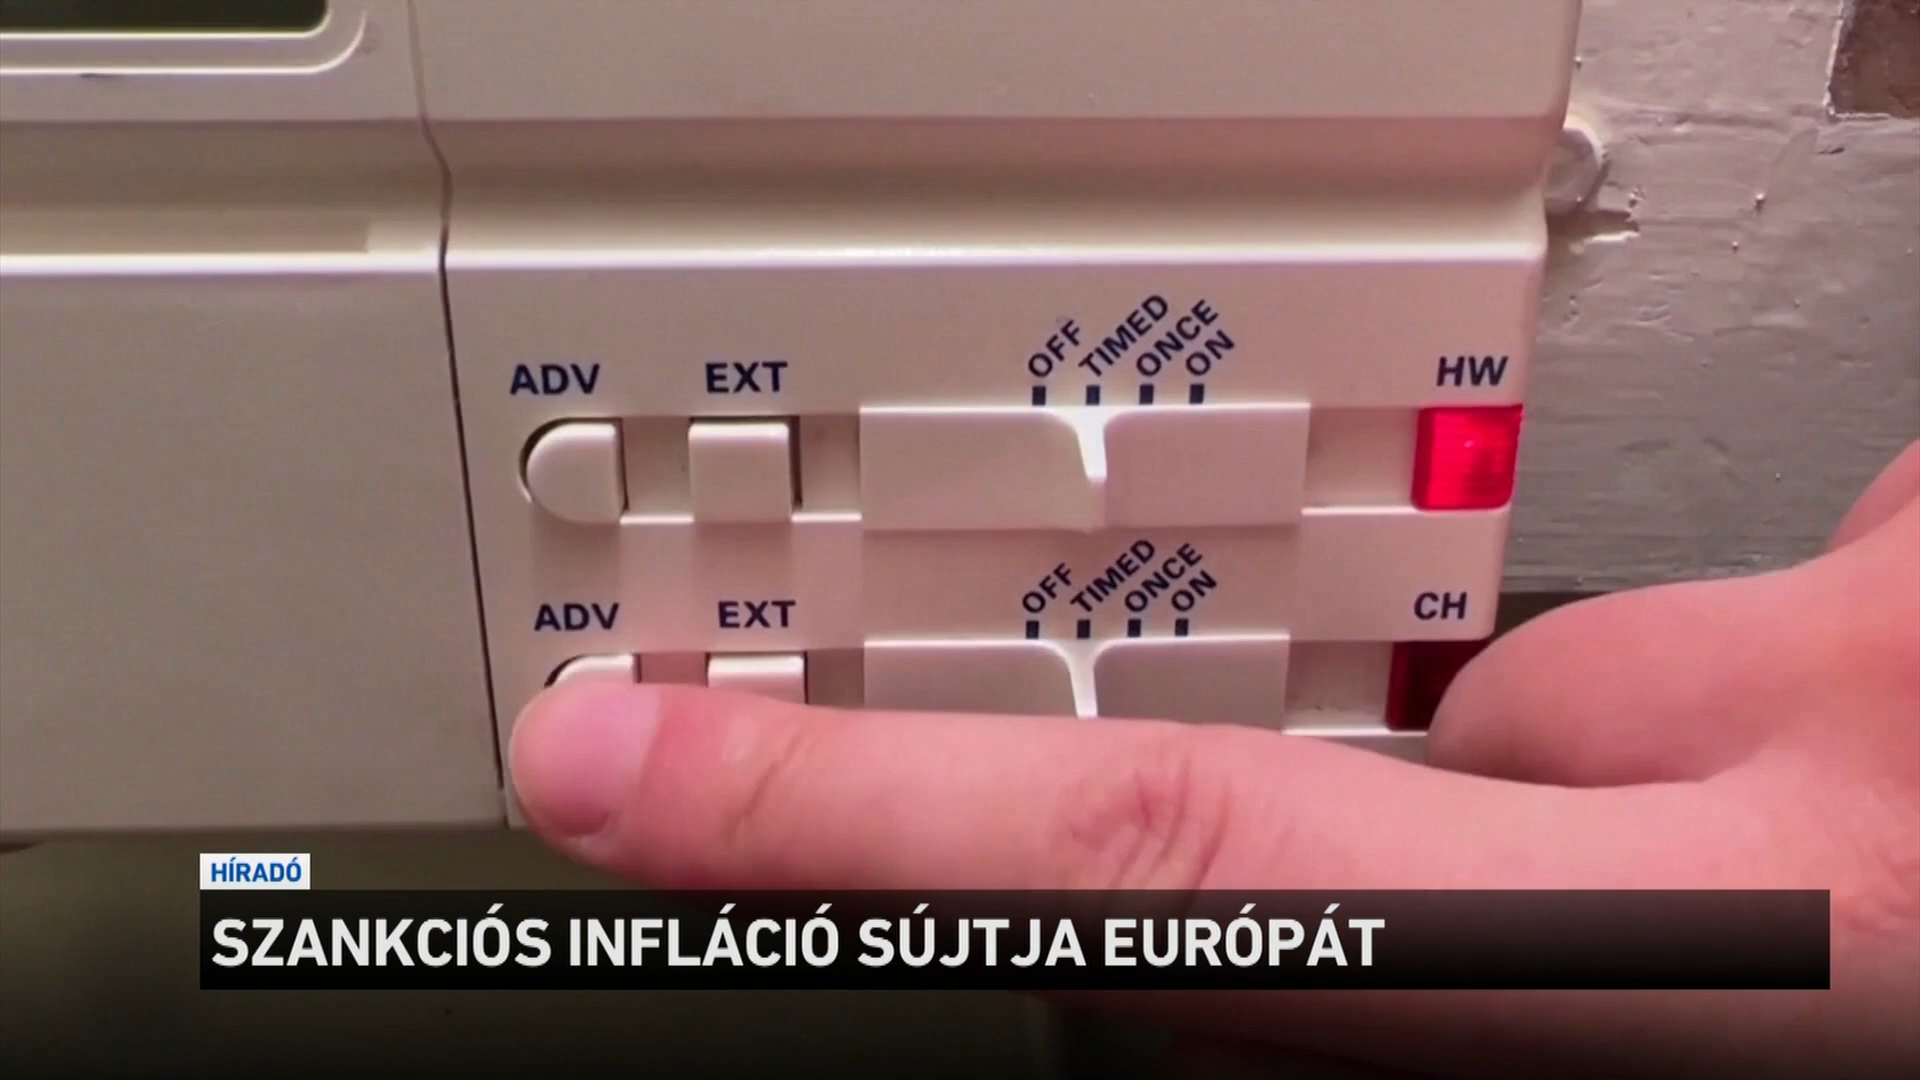 OFF TIMED ONCE ON
ADV EXT HW
OFF TIMED ONCE ON
ADV EXT CH
HÍRADÓ
SZANKCIÓS INFLÁCIÓ SÚJTJA EURÓPÁT